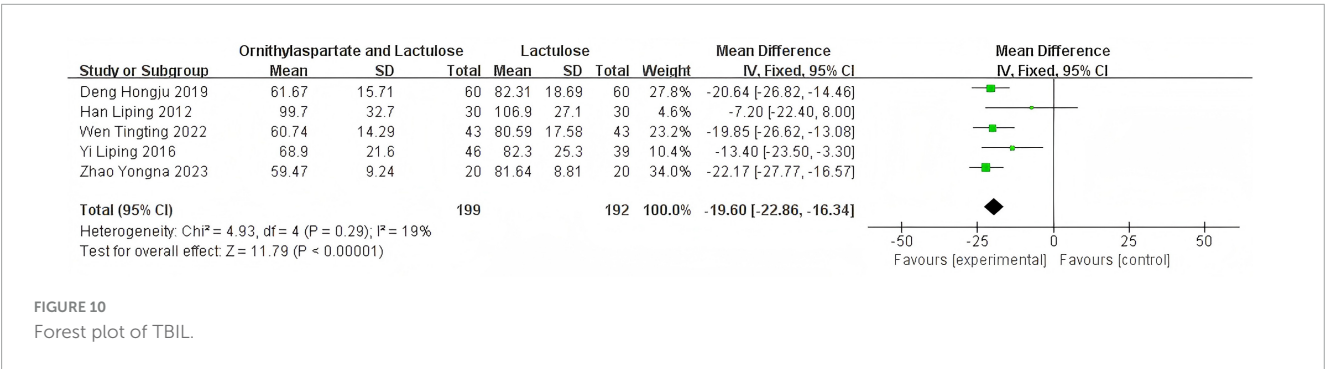 Ornithylaspartate and Lactulose Lactulose Mean Difference Mean Difference
Study or Subgroup Mean SD Total Mean SD Total Weight IV, Fixed, 95% CI IV, Fixed, 95% CI
Deng Hongju 2019 61.67 15.71 60 82.31 18.69 60 27.8% -20.64 [-26.82, -14.46]
Han Liping 2012 99.7 32.7 30 106.9 27.1 30 4.6% -7.20 [-22.40, 8.00]
Wen Tingting 2022 60.74 14.29 43 80.59 17.58 43 23.2% -19.85 [-26.62, -13.08]
Yi Liping 2016 68.9 21.6 46 82.3 25.3 39 10.4% -13.40 [-23.50, -3.30]
Zhao Yongna 2023 59.47 9.24 20 81.64 8.81 20 34.0% -22.17 [-27.77, -16.57]
Total (95% CI) 199 192 100.0% -19.60 [-22.86, -16.34]
Heterogeneity: Chi² = 4.93, df = 4 (P = 0.29); I² = 19%
Test for overall effect: Z = 11.79 (P < 0.00001)
-50 -25 0 25 50
Favours [experimental] Favours [control]
FIGURE 10
Forest plot of TBIL.